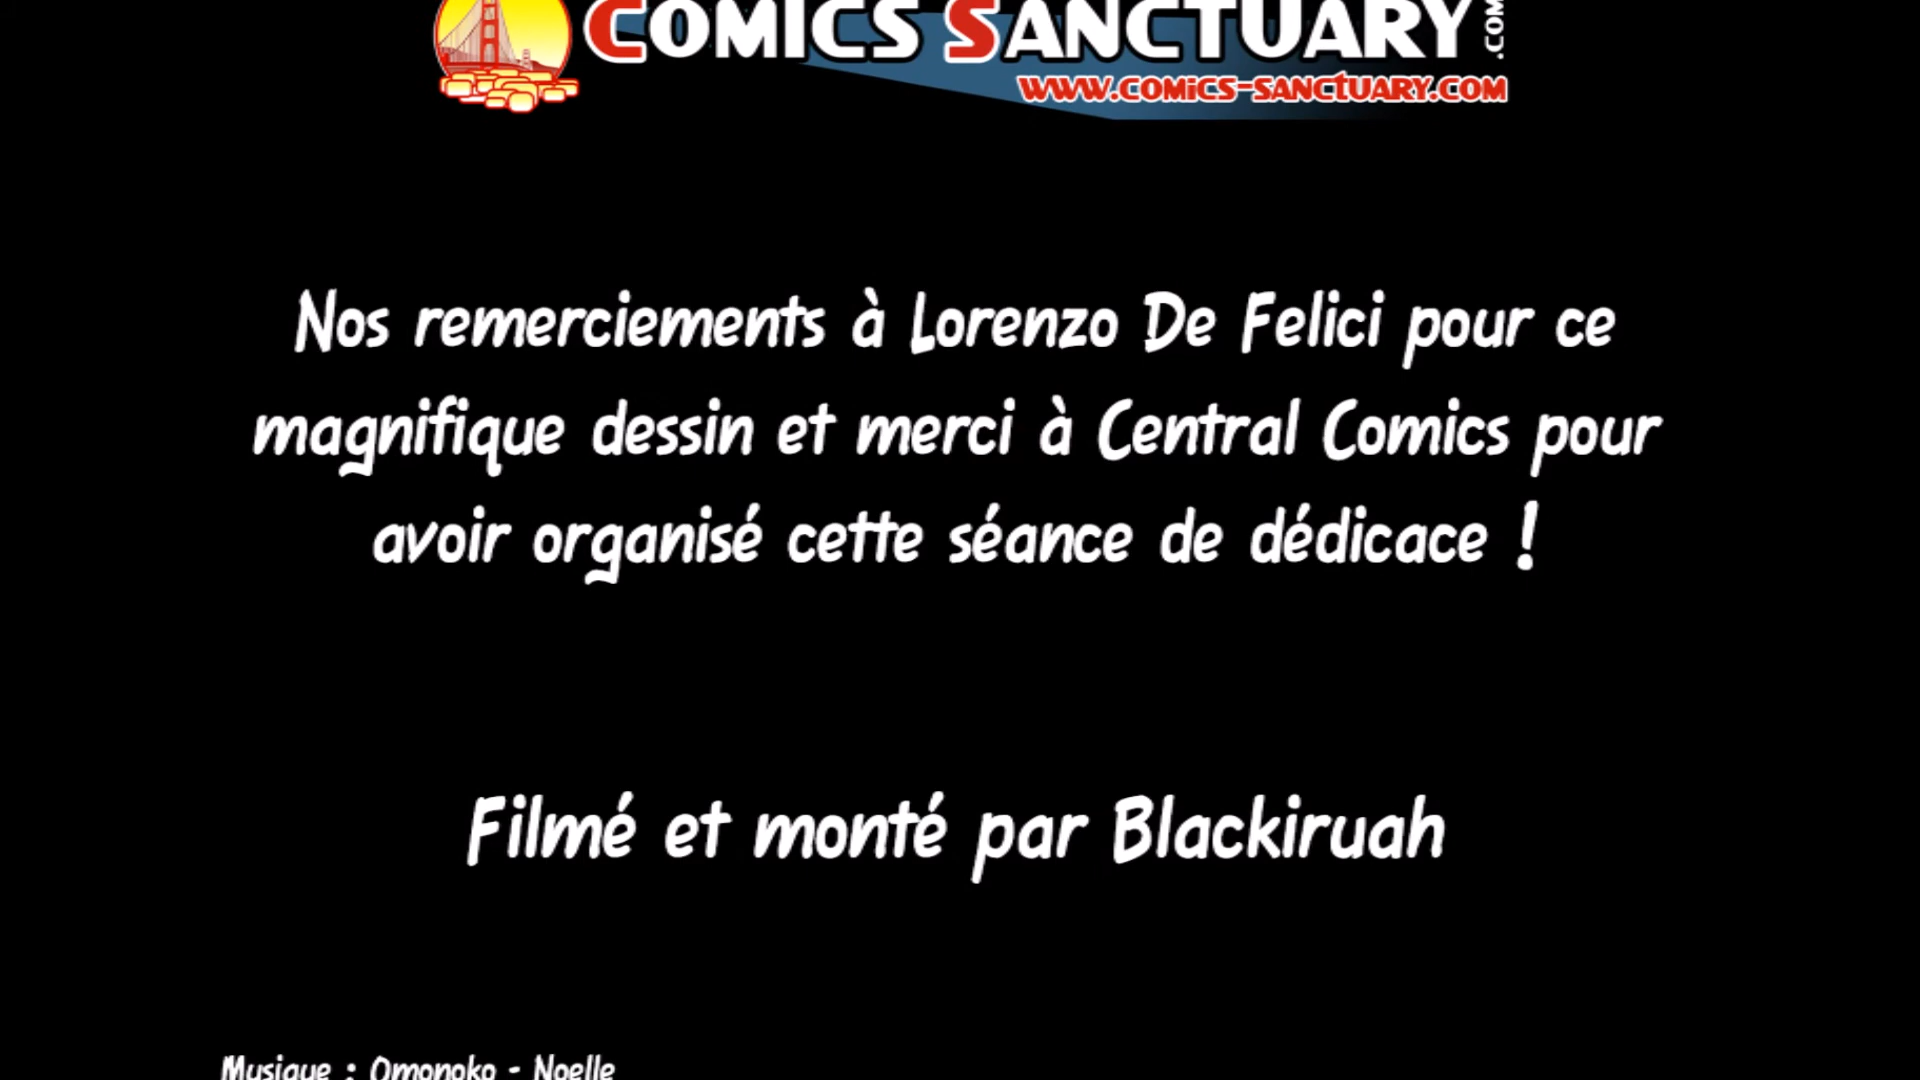 COMICS SANCTUARY.COM
www.comics-sanctuary.com
Nos remerciements à Lorenzo De Felici pour ce
magnifique dessin et merci à Central Comics pour
avoir organisé cette séance de dédicace !
Filmé et monté par Blackiruah
Musique : Omonoko - Noelle